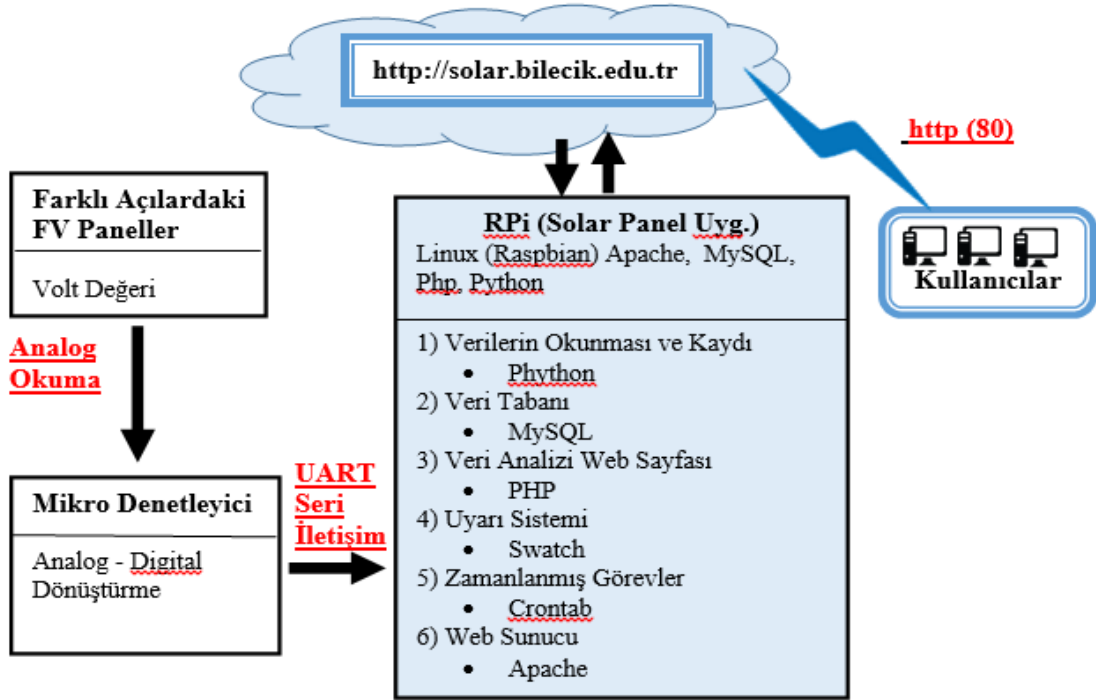 http://solar.bilecik.edu.tr
http (80)
Farklı Açılardaki
FV Paneller
Volt Değeri
Analog
Okuma
Mikro Denetleyici
Analog - Digital
Dönüştürme
UART
Seri
İletişim
RPi (Solar Panel Uyg.)
Linux (Raspbian) Apache, MySQL,
Php, Python
1) Verilerin Okunması ve Kaydı
• Phython
2) Veri Tabanı
• MySQL
3) Veri Analizi Web Sayfası
• PHP
4) Uyarı Sistemi
• Swatch
5) Zamanlanmış Görevler
• Crontab
6) Web Sunucu
• Apache
Kullanıcılar